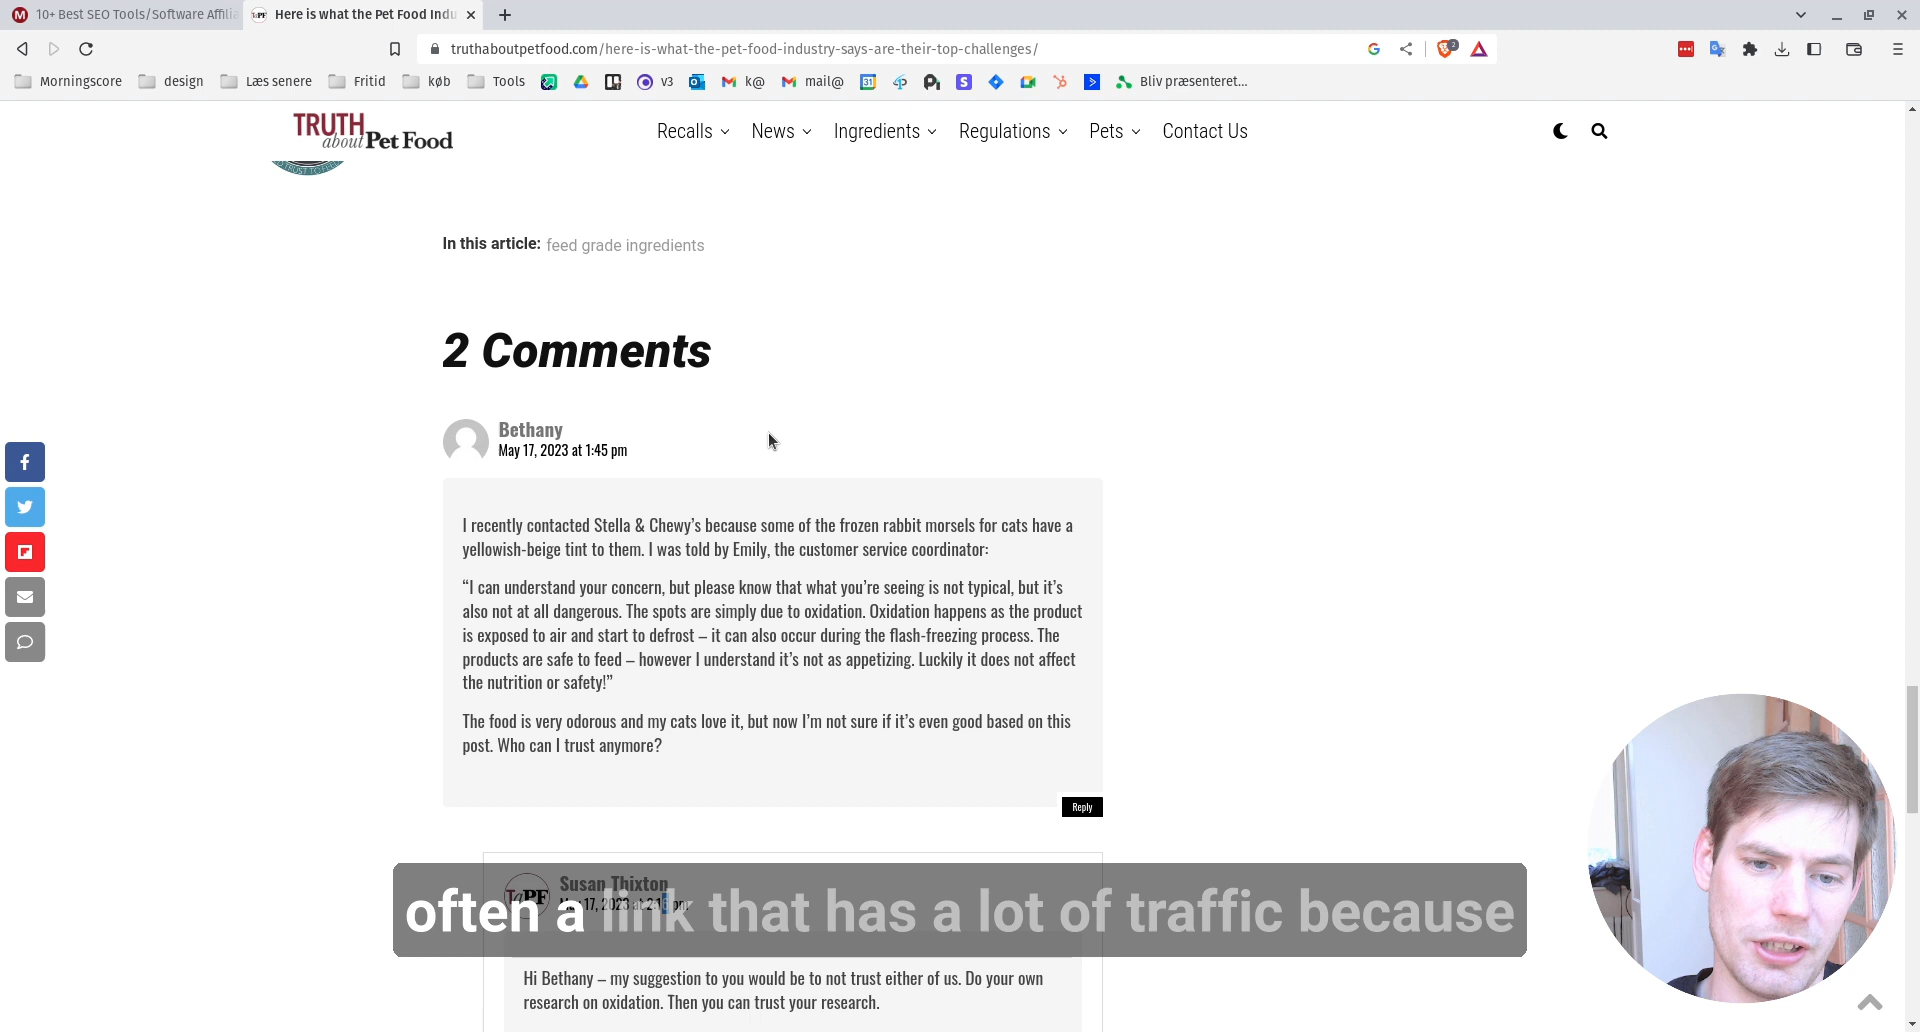 10+ Best SEO Tools/Software Affilia
Here is what the Pet Food Indu
truthaboutpetfood.com/here-is-what-the-pet-food-industry-says-are-their-top-challenges/
2
Morningscore
design
Læs senere
Fritid
køb
Tools
v3
k@
mail@
31
Bliv præsenteret...
TRUTH
about Pet Food
Recalls
News
Ingredients
Regulations
Pets
Contact Us
In this article: feed grade ingredients
2 Comments
Bethany
May 17, 2023 at 1:45 pm
I recently contacted Stella & Chewy’s because some of the frozen rabbit morsels for cats have a
yellowish-beige tint to them. I was told by Emily, the customer service coordinator:
“I can understand your concern, but please know that what you’re seeing is not typical, but it’s
also not at all dangerous. The spots are simply due to oxidation. Oxidation happens as the product
is exposed to air and start to defrost – it can also occur during the flash-freezing process. The
products are safe to feed – however I understand it’s not as appetizing. Luckily it does not affect
the nutrition or safety!”
The food is very odorous and my cats love it, but now I’m not sure if it’s even good based on this
post. Who can I trust anymore?
Reply
Susan Thixton
TaPF
May 17, 2023 at
pm
often a link that has a lot of traffic because
Hi Bethany – my suggestion to you would be to not trust either of us. Do your own
research on oxidation. Then you can trust your research.